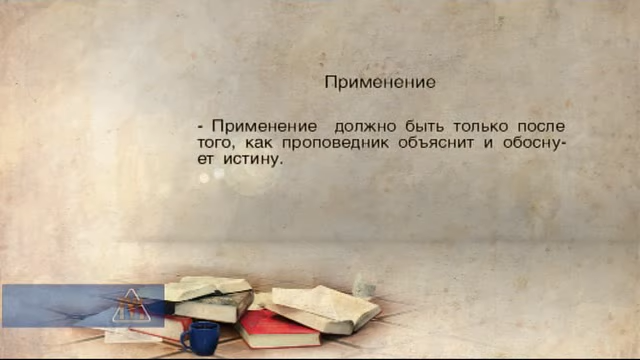 Применение
- Применение должно быть только после
того, как проповедник объяснит и обосну-
ет истину.